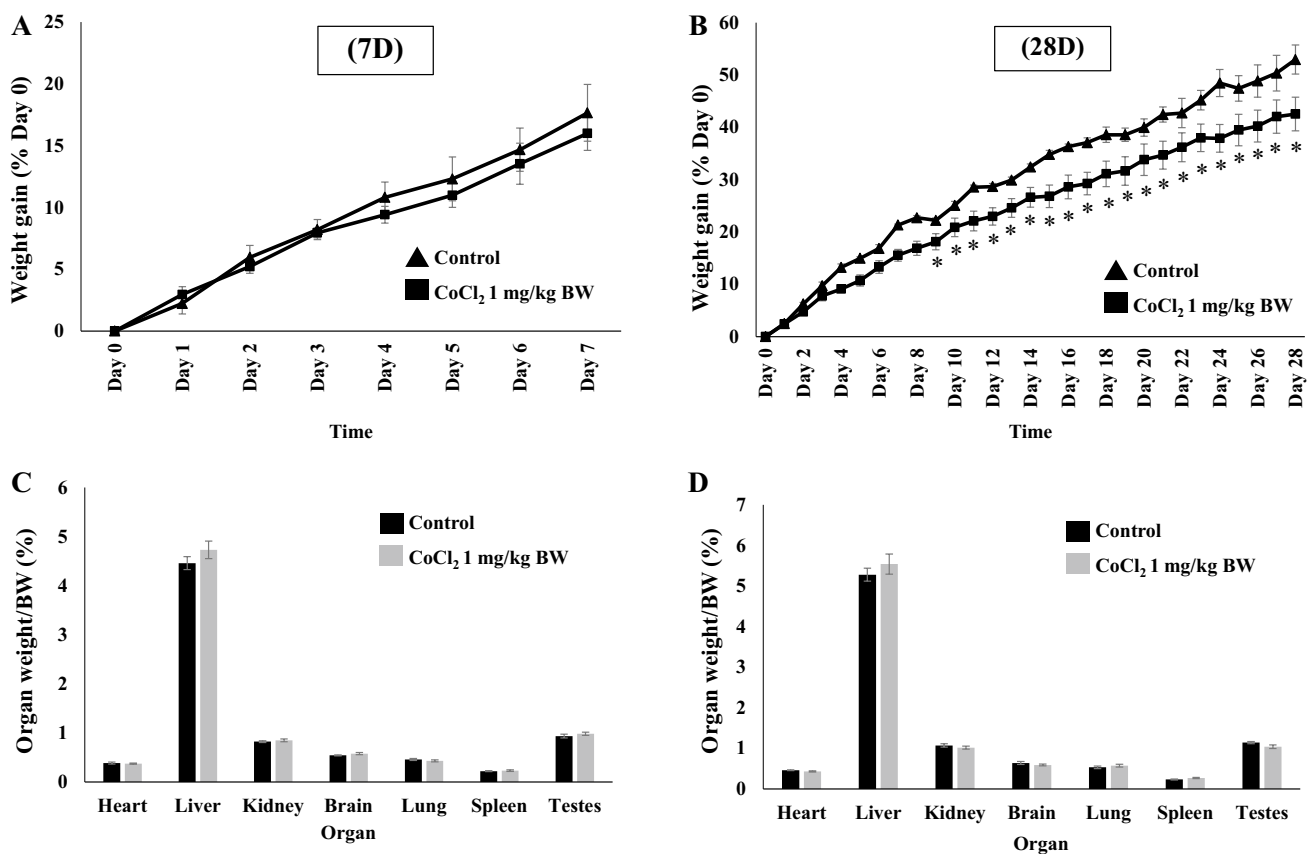 A
(7D)
Weight gain (% Day 0)
25
20
15
10
5
0
Control
CoCl₂ 1 mg/kg BW
Day 0
Day 1
Day 2
Day 3
Day 4
Day 5
Day 6
Day 7
Time
B
(28D)
Weight gain (% Day 0)
60
50
40
30
20
10
0
* * * * * * * * * * * * * * * * * * * *
Control
CoCl₂ 1 mg/kg BW
Day 0
Day 2
Day 4
Day 6
Day 8
Day 10
Day 12
Day 14
Day 16
Day 18
Day 20
Day 22
Day 24
Day 26
Day 28
Time
C
Organ weight/BW (%)
6
5
4
3
2
1
0
Control
CoCl₂ 1 mg/kg BW
Heart Liver Kidney Brain Lung Spleen Testes
Organ
D
Organ weight/BW (%)
7
6
5
4
3
2
1
0
Control
CoCl₂ 1 mg/kg BW
Heart Liver Kidney Brain Lung Spleen Testes
Organ